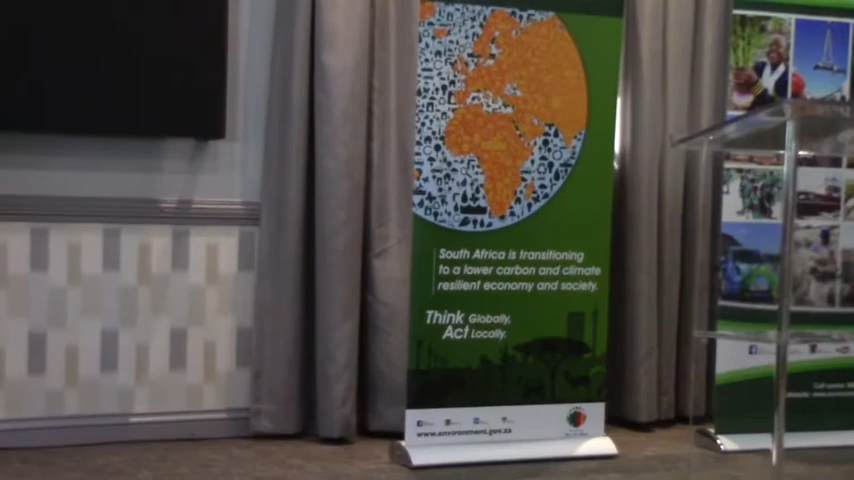 South Africa is transitioning
to a lower carbon and climate
resilient economy and society.
Think Globally,
Act Locally.
www.environment.gov.za